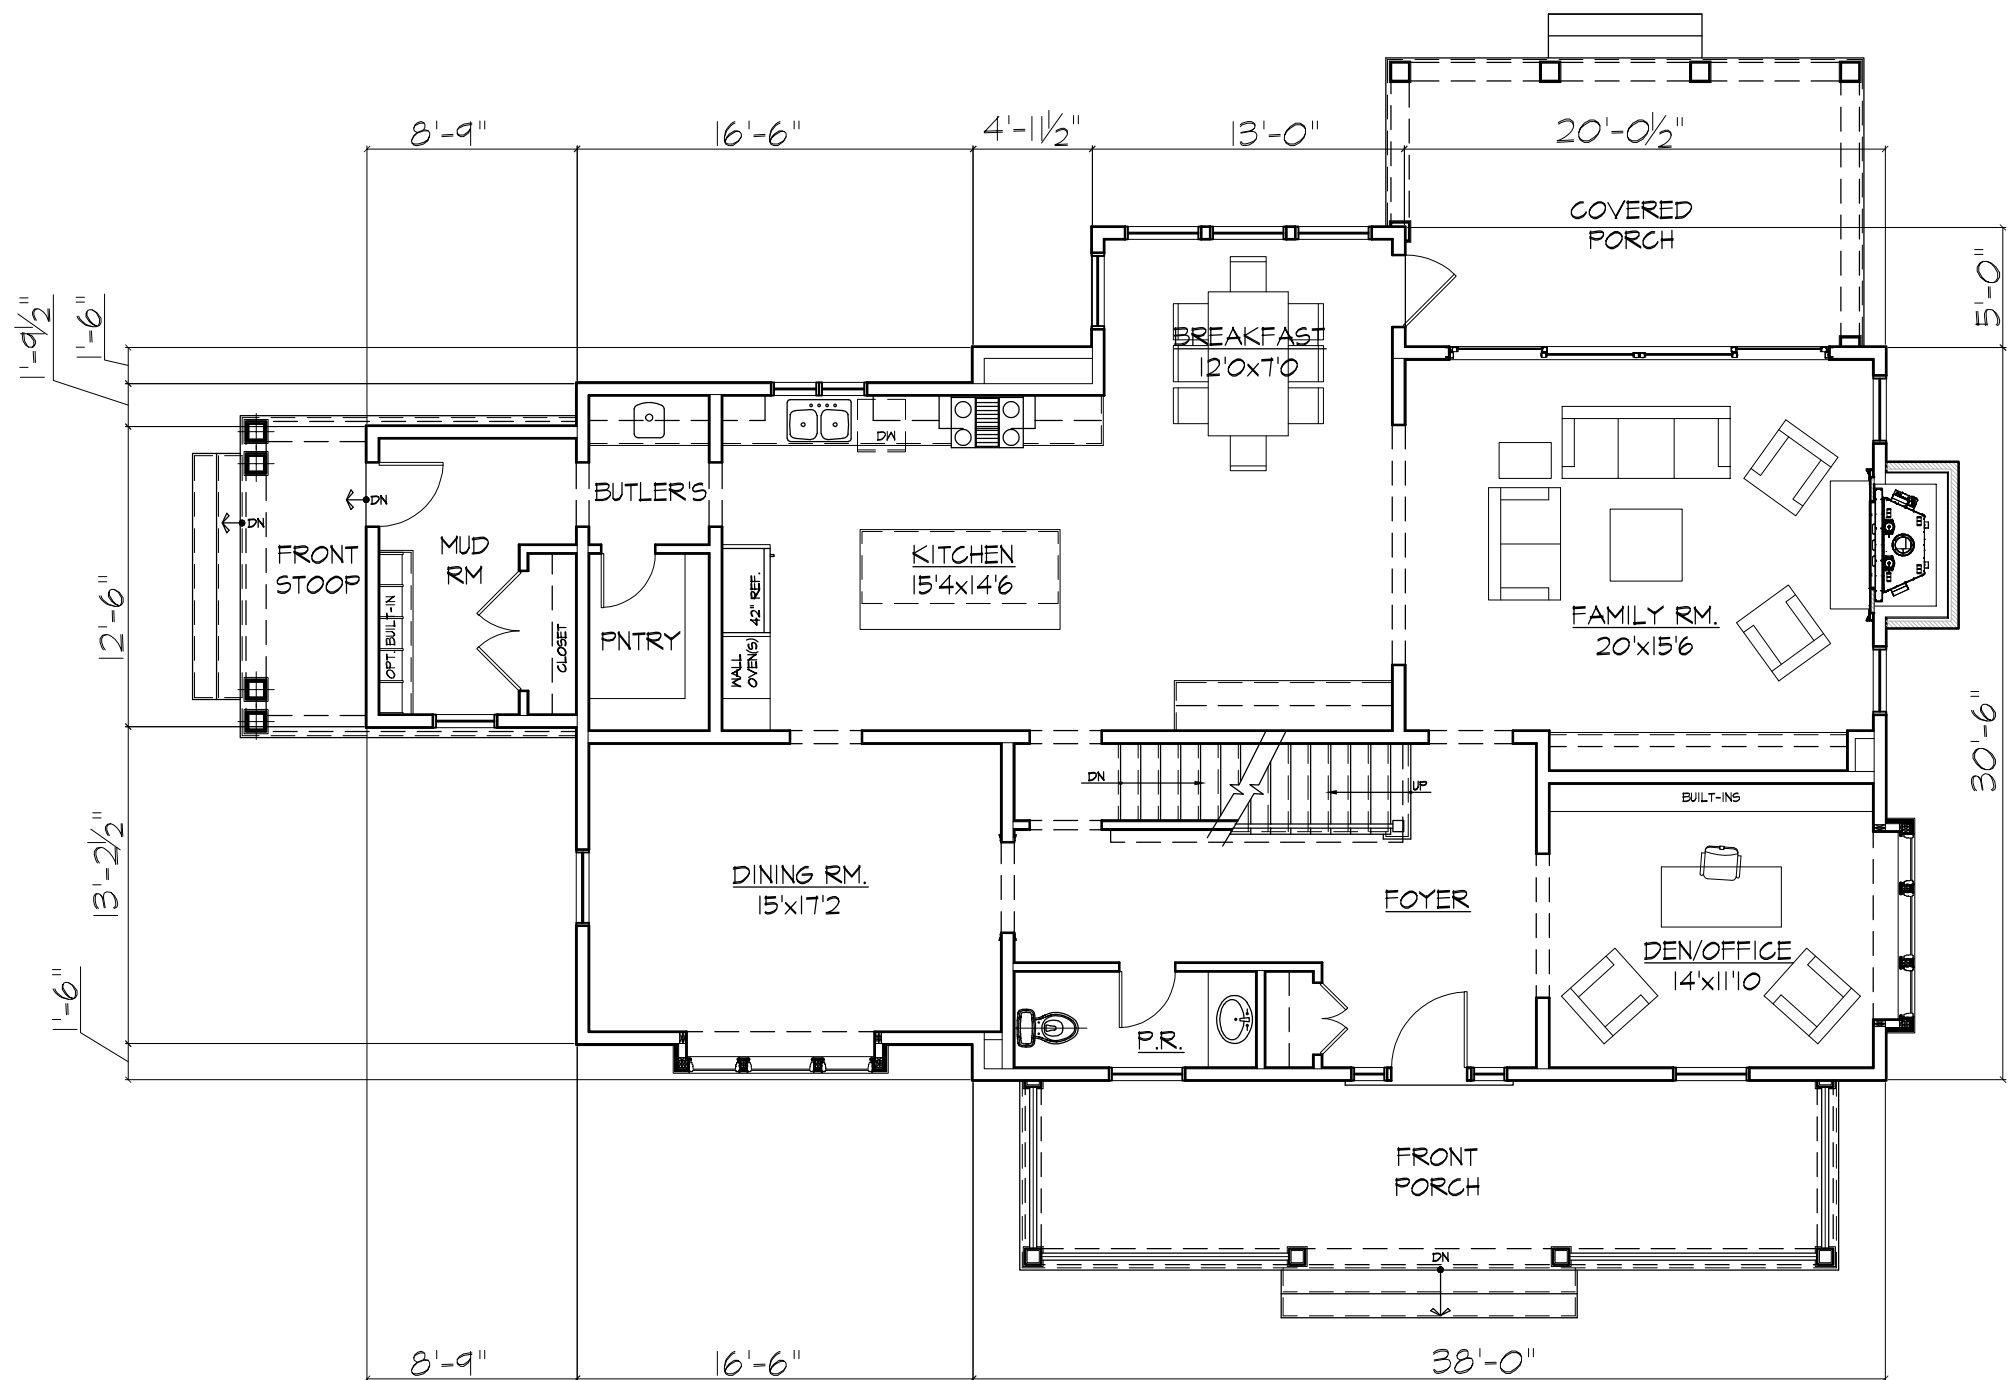 8'-9"
16'-6"
4'-11½"
13'-0"
20'-0½"
COVERED
PORCH
5'-0"
1'-9½"
1'-6"
BREAKFAST
12'0x7'0
DW
BUTLER'S
DN
DN
FRONT
STOOP
MUD
RM
KITCHEN
15'4x14'6
42" REF.
12'-6"
OPT. BUILT-IN
CLOSET
PNTRY
WALL
OVEN(S)
FAMILY RM.
20'x15'6
30'-6"
DN
UP
BUILT-INS
13'-2½"
DINING RM.
15'x17'2
FOYER
DEN/OFFICE
14'x11'10
1'-6"
P.R.
FRONT
PORCH
DN
8'-9"
16'-6"
38'-0"